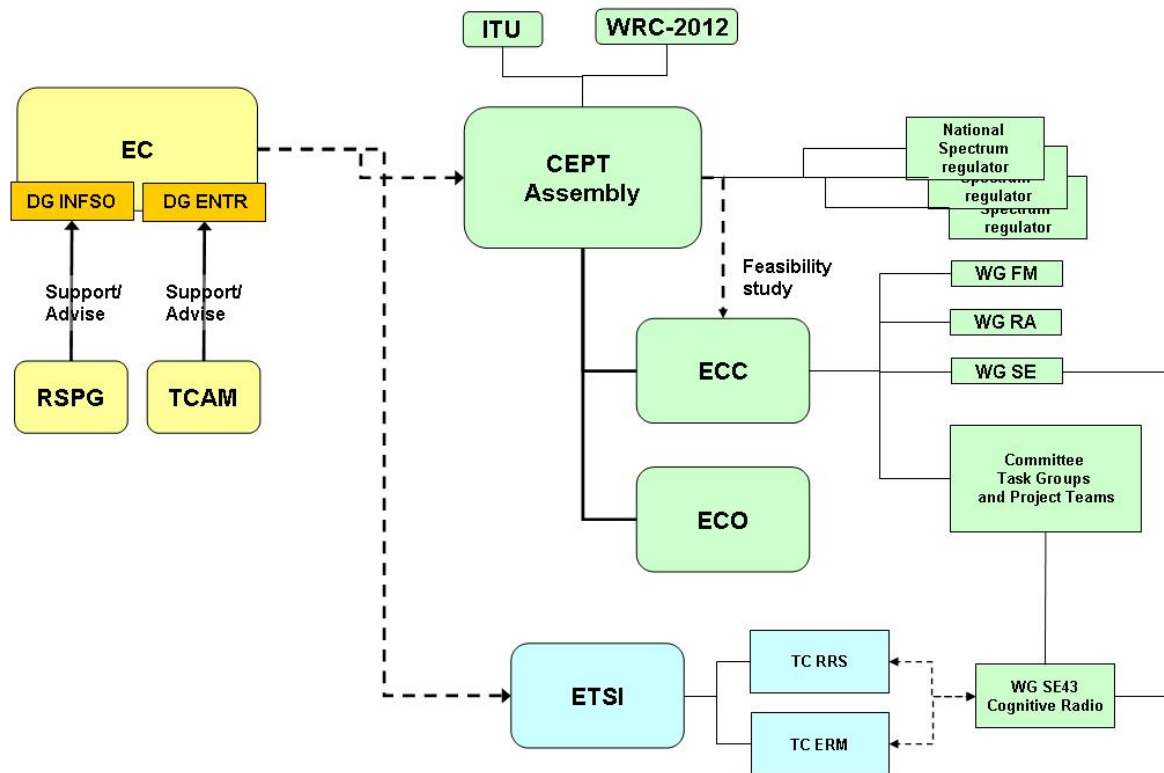 ITU
WRC-2012
EC
DG INFSO
DG ENTR
Support/
Advise
Support/
Advise
RSPG
TCAM
CEPT
Assembly
National
Spectrum
regulator
Spectrum
regulator
Spectrum
regulator
Feasibility
study
WG FM
WG RA
WG SE
ECC
Committee
Task Groups
and Project Teams
ECO
ETSI
TC RRS
TC ERM
WG SE43
Cognitive Radio